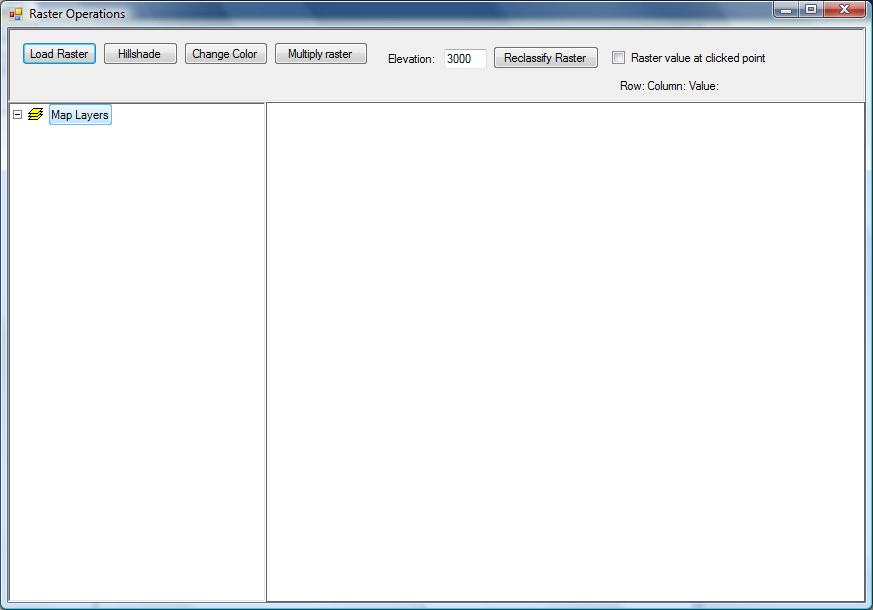 Raster Operations
Load Raster Hillshade Change Color Multiply raster Elevation: 3000 Reclassify Raster Raster value at clicked point
Row: Column: Value:
Map Layers